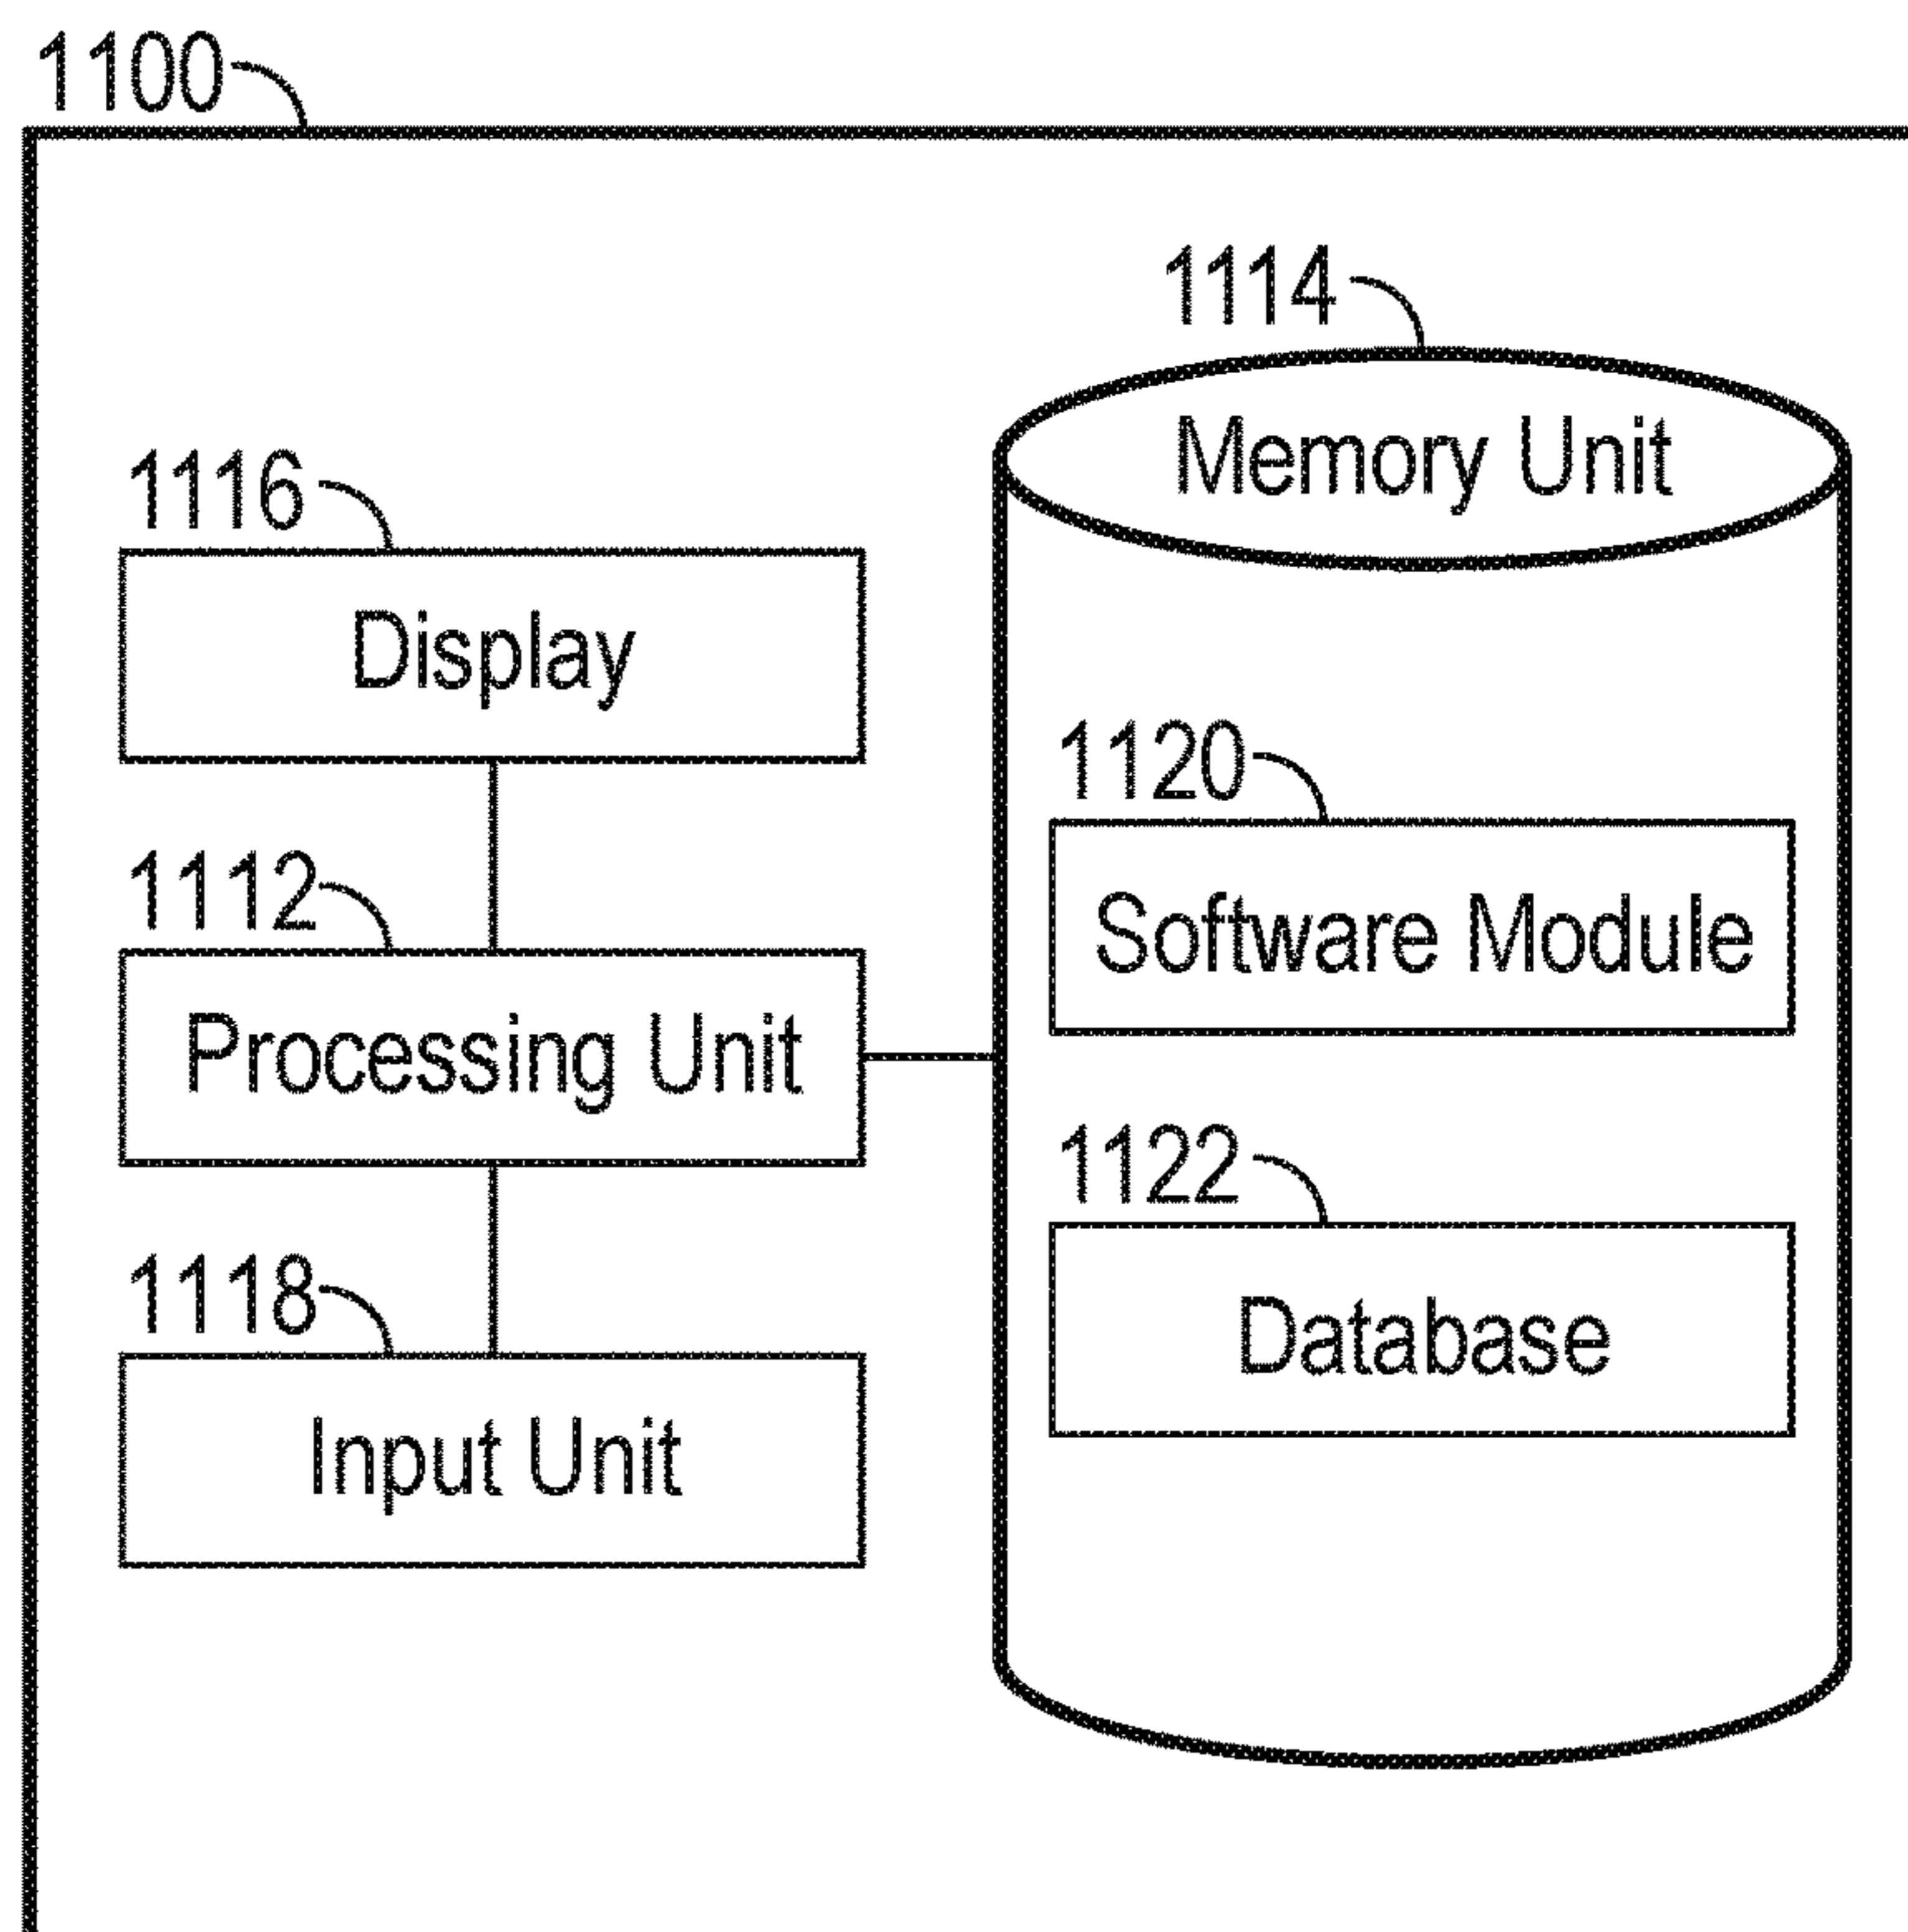 1100
1114
Memory Unit
1116
Display
1120
Software Module
1112
Processing Unit
1122
Database
1118
Input Unit